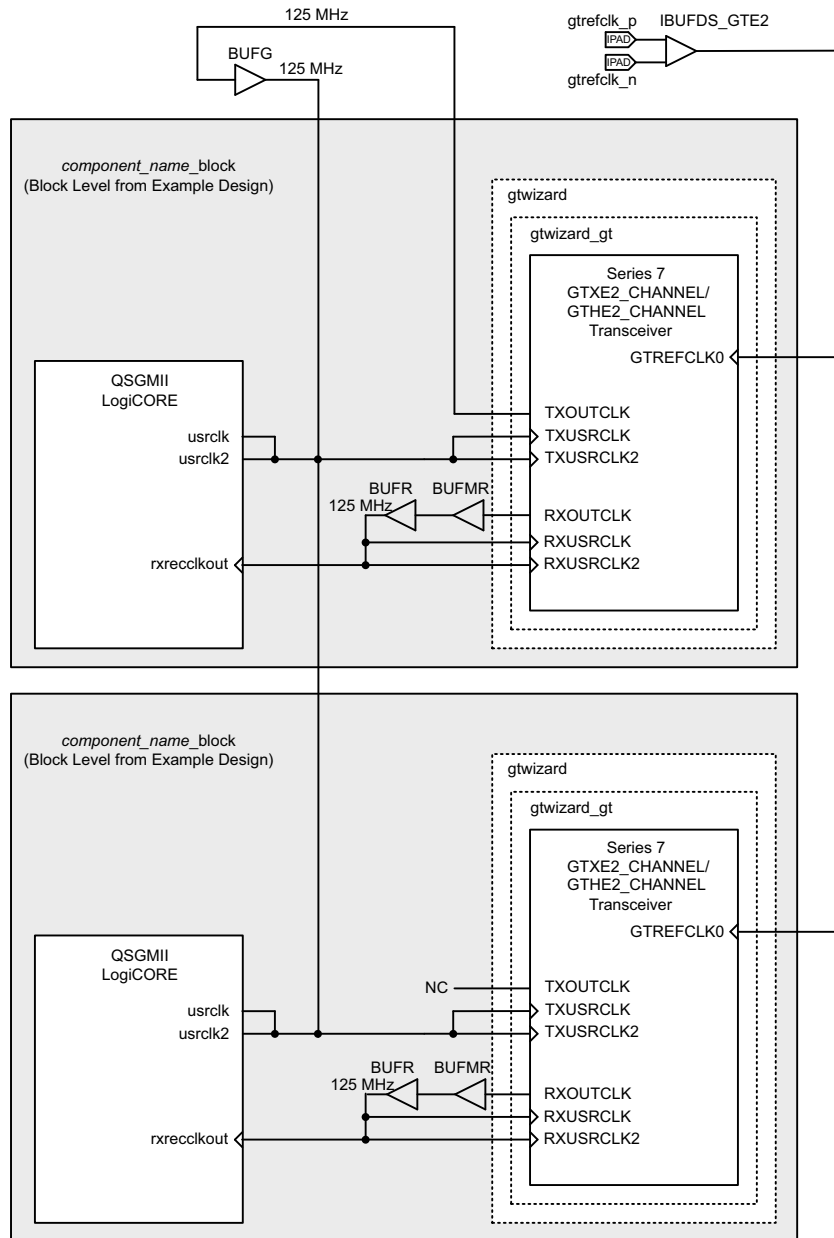 125 MHz
BUFG
125 MHz
gtrefclk_p
IBUFDS_GTE2
IPAD
IPAD
gtrefclk_n
component_name_block
(Block Level from Example Design)
gtwizard
gtwizard_gt
Series 7
GTXE2_CHANNEL/
GTHE2_CHANNEL
Transceiver
GTREFCLK0
QSGMII
LogiCORE
TXOUTCLK
usrclk
TXUSRCLK
usrclk2
TXUSRCLK2
BUFR
BUFMR
125 MHz
RXOUTCLK
RXUSRCLK
rxrecclkout
RXUSRCLK2
component_name_block
(Block Level from Example Design)
gtwizard
gtwizard_gt
Series 7
GTXE2_CHANNEL/
GTHE2_CHANNEL
Transceiver
GTREFCLK0
QSGMII
LogiCORE
NC
TXOUTCLK
usrclk
TXUSRCLK
usrclk2
TXUSRCLK2
BUFR
BUFMR
125 MHz
RXOUTCLK
RXUSRCLK
rxrecclkout
RXUSRCLK2